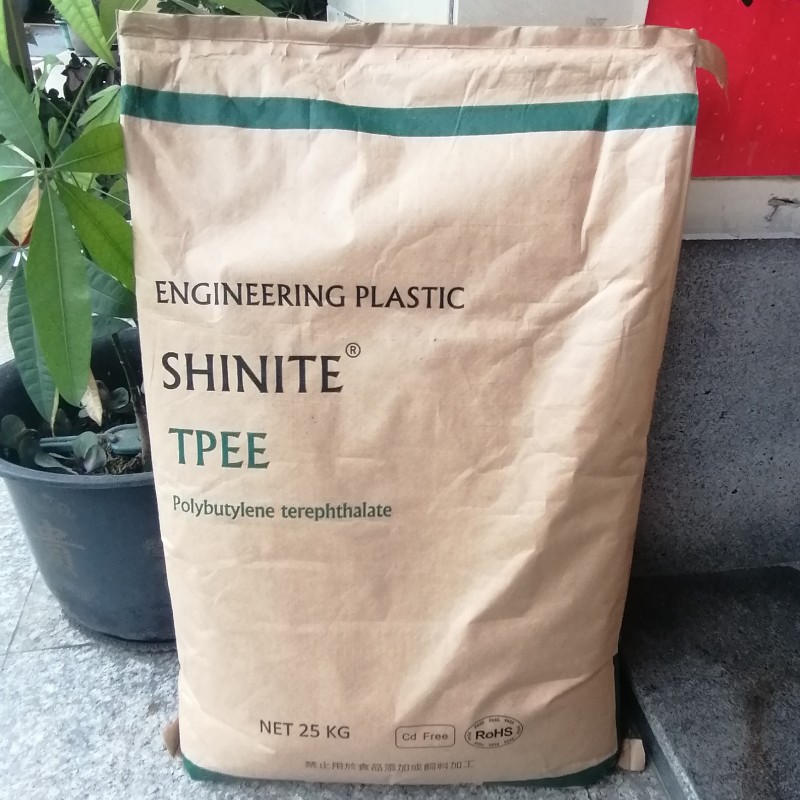 ENGINEERING PLASTIC
SHINITE®
TPEE
Polybutylene terephthalate
NET 25 KG
Cd Free
RoHS
禁止用於食品添加或飼料加工